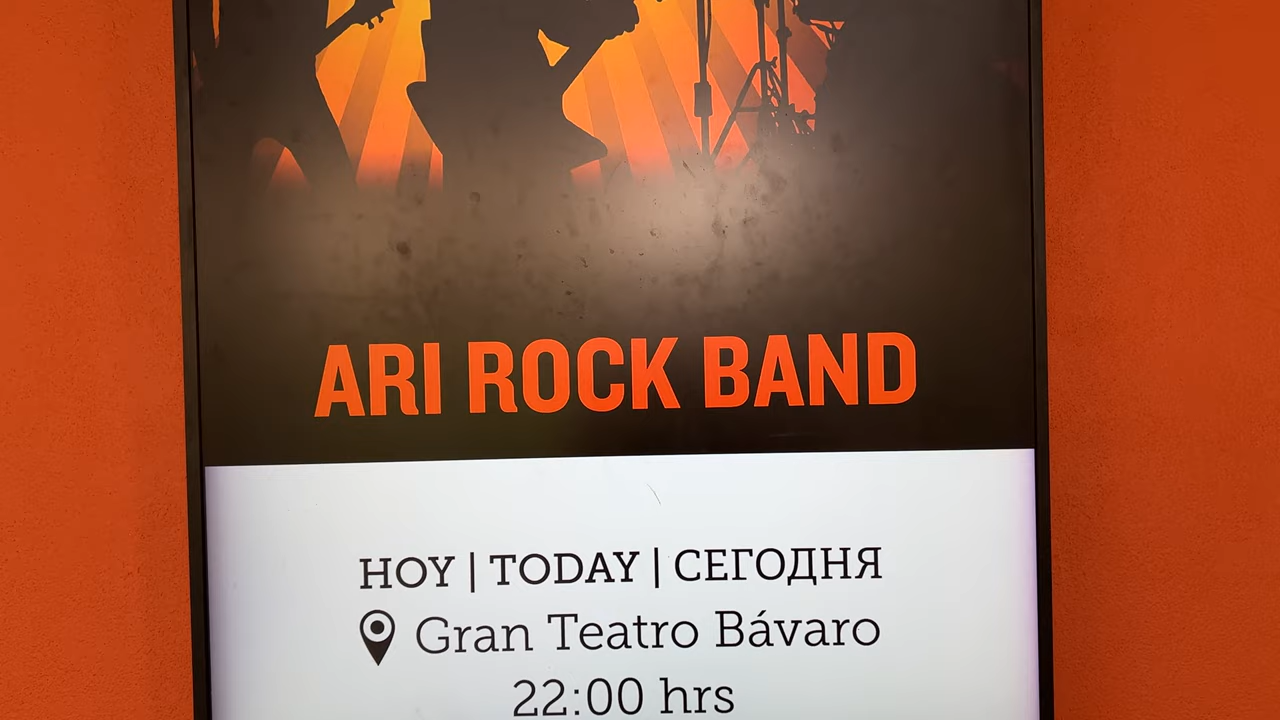 ARI ROCK BAND
HOY | TODAY | СЕГОДНЯ
Gran Teatro Bávaro
22:00 hrs